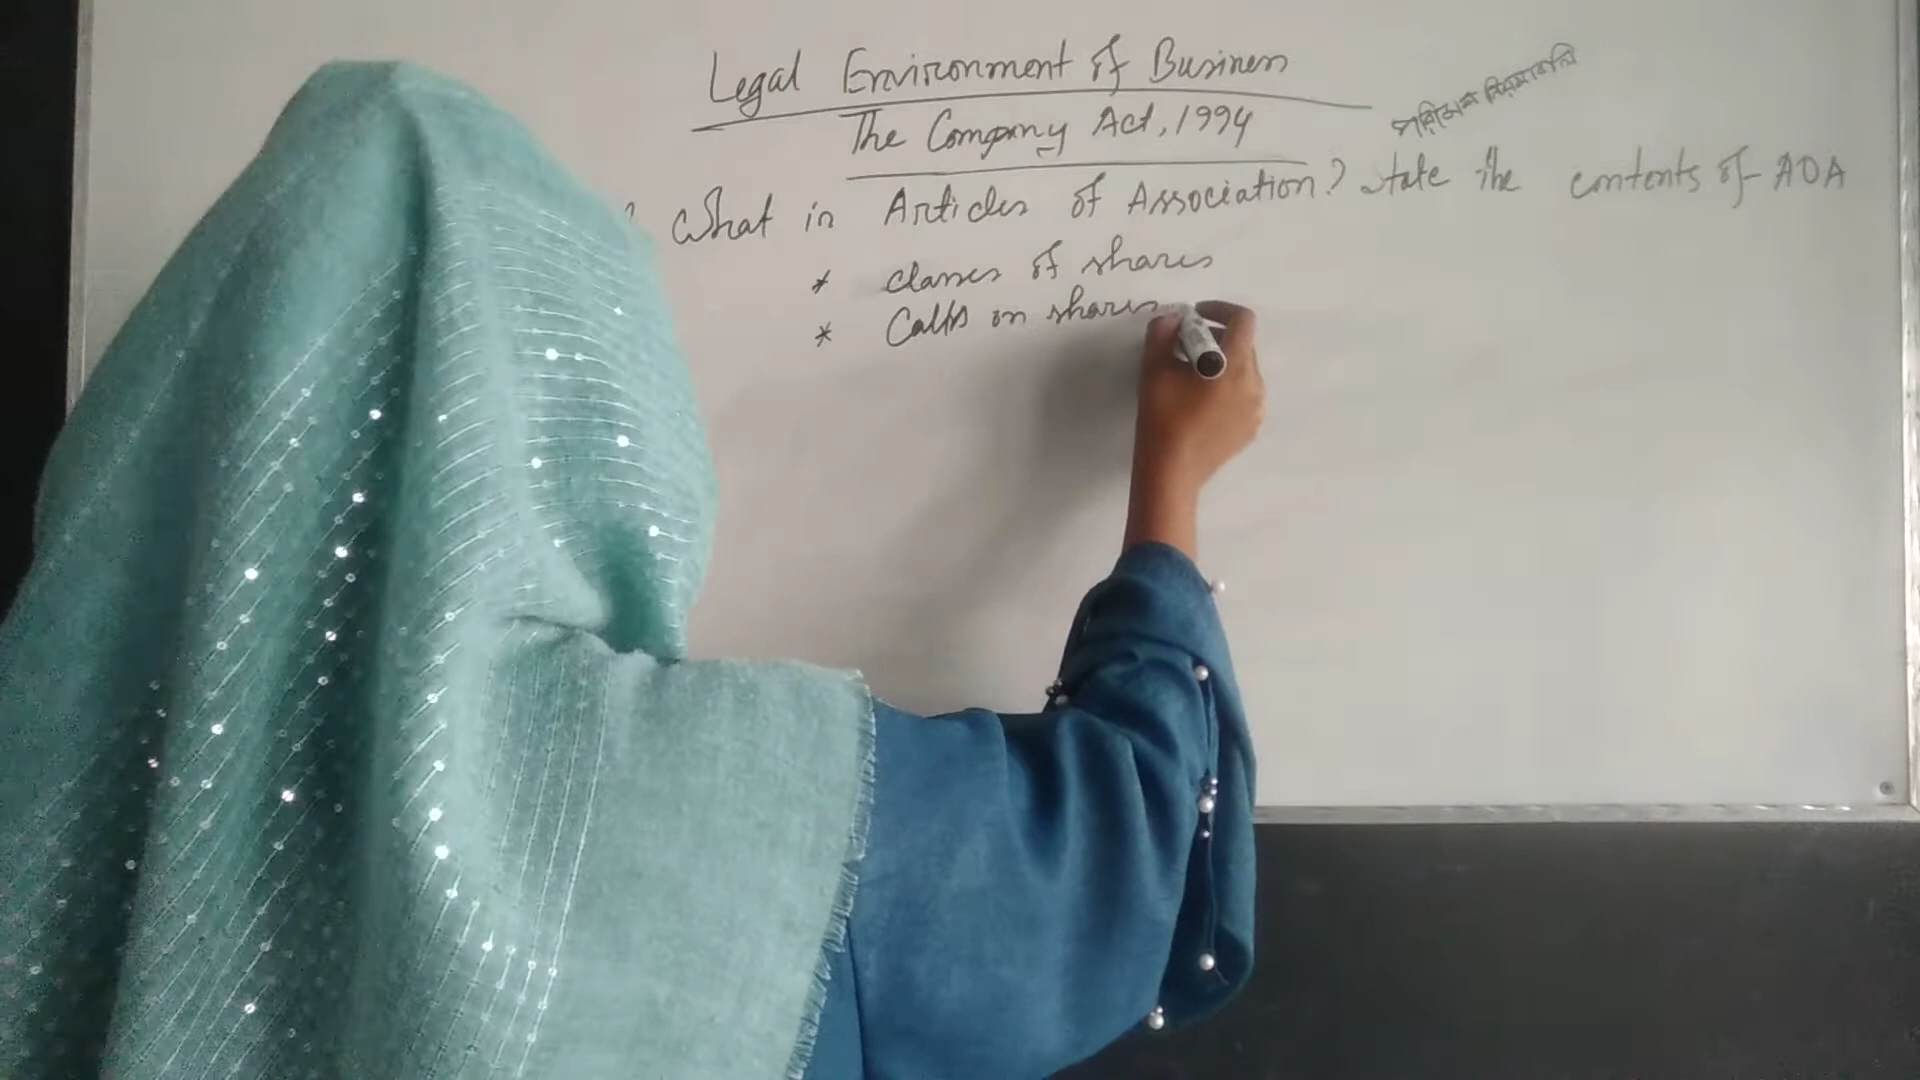 Legal Environment of Business
The Company Act, 1994
পরিমেল নিয়মাবলি
What is Articles of Association? State the contents of AOA
* Classes of shares
* Calls on shares